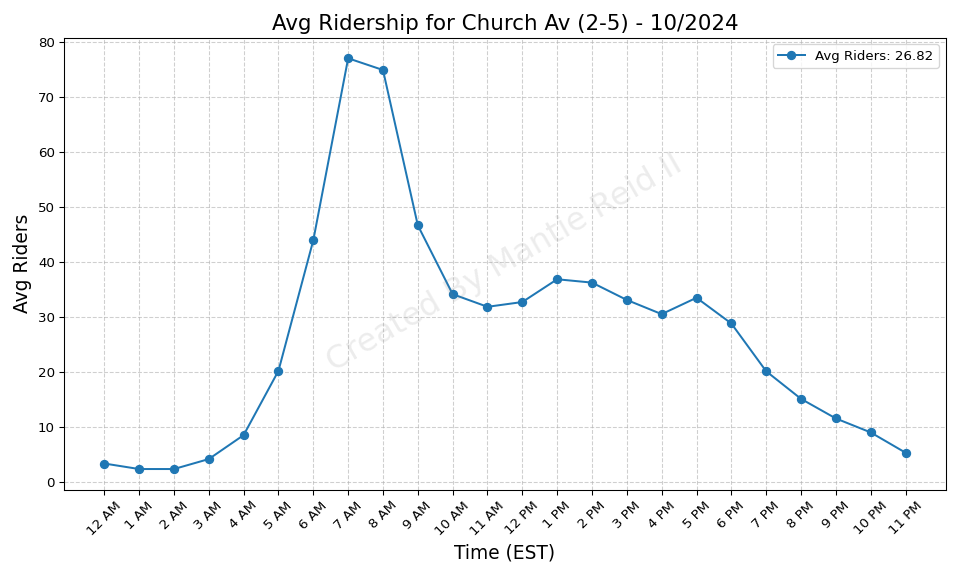 Avg Ridership for Church Av (2-5) - 10/2024
Avg Riders: 26.82
Avg Riders
80
70
60
50
40
30
20
10
0
Created By Mantie Reid II
12 AM
1 AM
2 AM
3 AM
4 AM
5 AM
6 AM
7 AM
8 AM
9 AM
10 AM
11 AM
12 PM
1 PM
2 PM
3 PM
4 PM
5 PM
6 PM
7 PM
8 PM
9 PM
10 PM
11 PM
Time (EST)